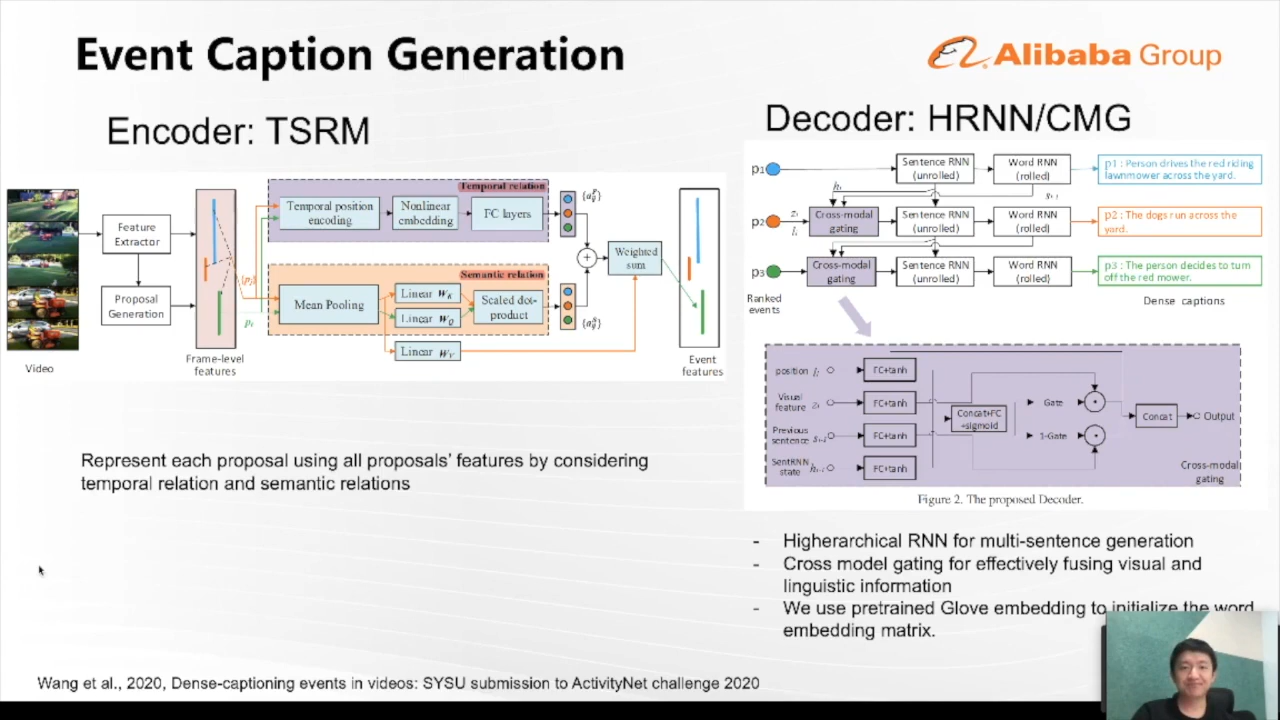 Event Caption Generation
Alibaba Group
Encoder: TSRM
Decoder: HRNN/CMG
Video
Feature
Extractor
Proposal
Generation
Frame-level
features
Temporal relation
Temporal position
encoding
Nonlinear
embedding
FC layers
Semantic relation
Mean Pooling
Linear W_K
Linear W_Q
Linear W_V
Scaled dot-
product
Weighted
sum
Event
features
p1
Sentence RNN
(unrolled)
Word RNN
(rolled)
p1 : Person drives the red riding
lawnmower across the yard.
p2
Cross-modal
gating
Sentence RNN
(unrolled)
Word RNN
(rolled)
p2 : The dogs run across the
yard.
p3
Cross-modal
gating
Sentence RNN
(unrolled)
Word RNN
(rolled)
p3 : The person decides to turn
off the red mower.
Ranked
events
Dense captions
position
FC+tanh
Visual
feature
FC+tanh
Previous
sentence
FC+tanh
SentRNN
state
FC+tanh
Concat+FC
+sigmoid
Gate
1-Gate
Concat
Output
Cross-modal
gating
Figure 2. The proposed Decoder.
Represent each proposal using all proposals' features by considering
temporal relation and semantic relations
- Higherarchical RNN for multi-sentence generation
- Cross model gating for effectively fusing visual and
linguistic information
- We use pretrained Glove embedding to initialize the word
embedding matrix.
Wang et al., 2020, Dense-captioning events in videos: SYSU submission to ActivityNet challenge 2020